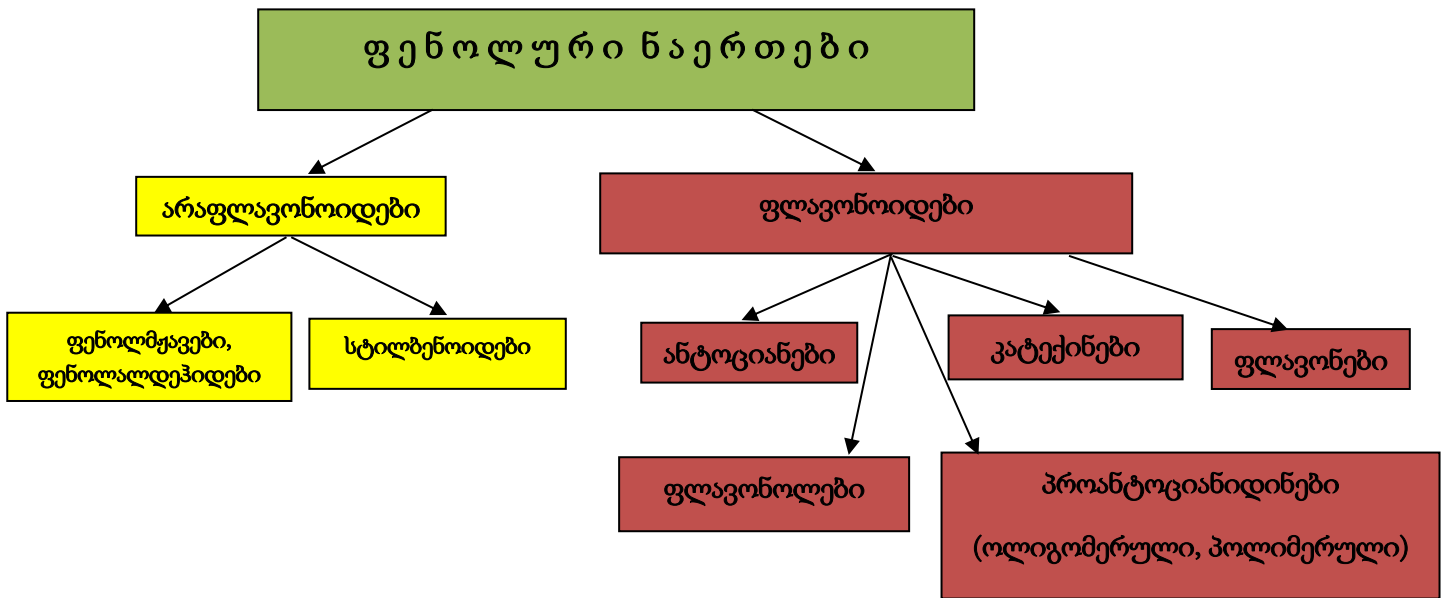 ფ ე ნ ო ლ უ რ ი  ნ ა ე რ თ ე ბ ი
არაფლავონოიდები
ფლავონოიდები
ფენოლმჟავები,
ფენოლალდეჰიდები
სტილბენოიდები
ანტოციანები
კატექინები
ფლავონები
ფლავონოლები
პროანტოციანიდინები
(ოლიგომერული, პოლიმერული)